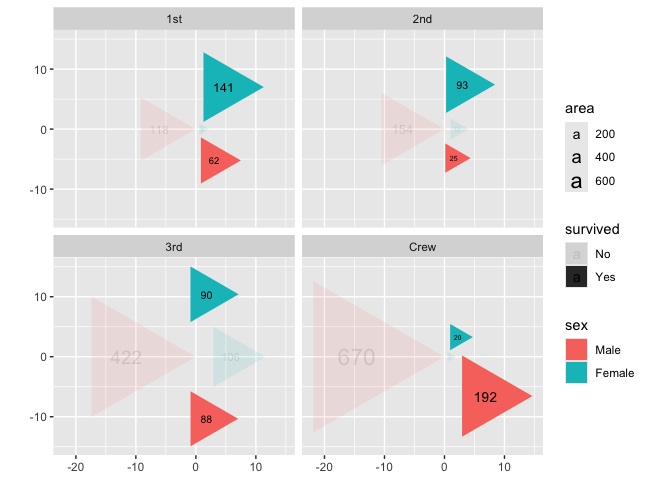 1st
2nd
10
0
-10
141
118
62
93
154
25
3rd
Crew
10
0
-10
90
422
106
88
20
670
192
-20
-10
0
10
-20
-10
0
10
area
a 200
a 400
a 600
survived
a No
a Yes
sex
Male
Female